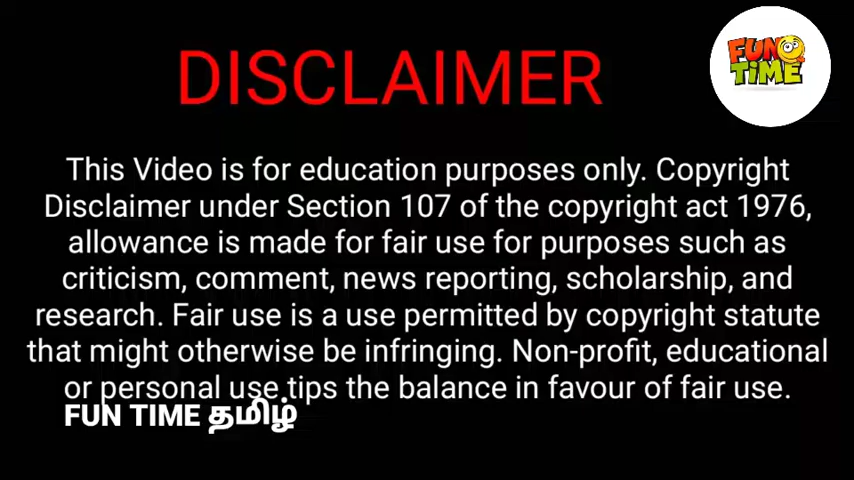 DISCLAIMER
FUN
TIME
This Video is for education purposes only. Copyright
Disclaimer under Section 107 of the copyright act 1976,
allowance is made for fair use for purposes such as
criticism, comment, news reporting, scholarship, and
research. Fair use is a use permitted by copyright statute
that might otherwise be infringing. Non-profit, educational
or personal use tips the balance in favour of fair use.
FUN TIME தமிழ்